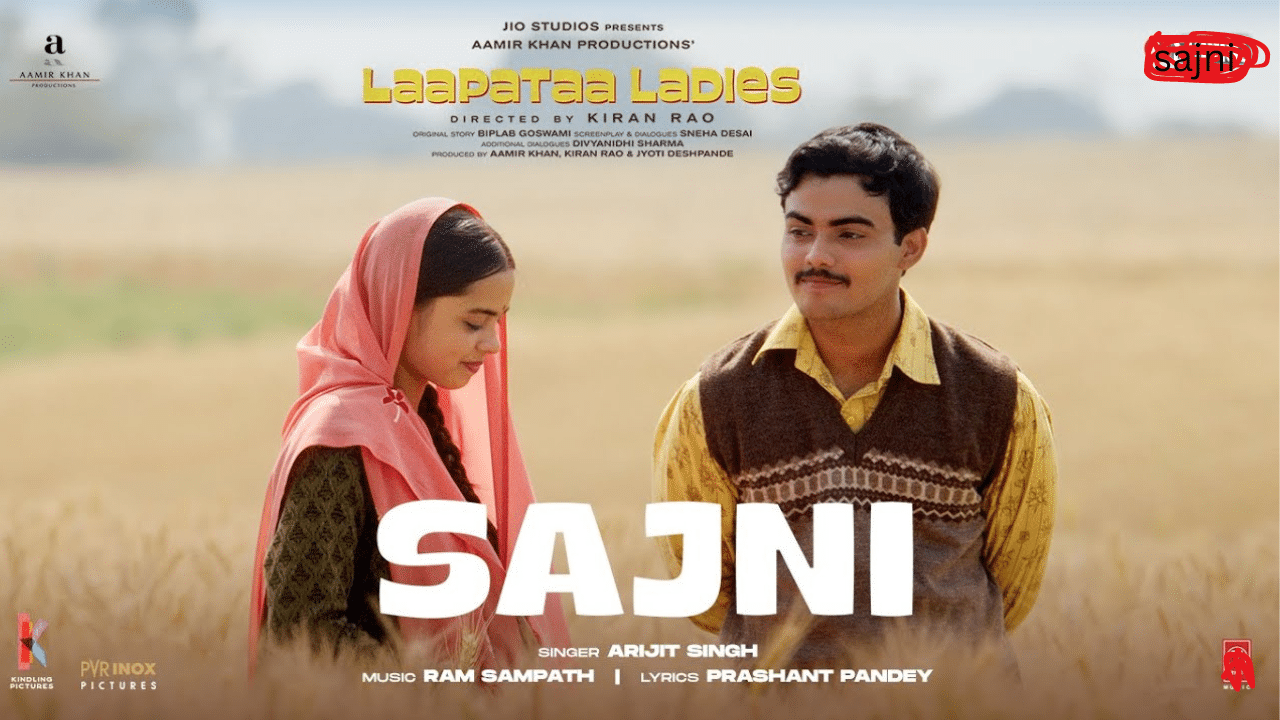 a
AAMIR KHAN
PRODUCTIONS
JIO STUDIOS PRESENTS
AAMIR KHAN PRODUCTIONS'
LaaPaTaa LaDIeS
DIRECTED BY KIRAN RAO
ORIGINAL STORY BIPLAB GOSWAMI SCREENPLAY & DIALOGUES SNEHA DESAI
ADDITIONAL DIALOGUES DIVYANIDHI SHARMA
PRODUCED BY AAMIR KHAN, KIRAN RAO & JYOTI DESHPANDE
sajni
SAJNI
SINGER ARIJIT SINGH
MUSIC RAM SAMPATH | LYRICS PRASHANT PANDEY
K
KINDLING
PICTURES
PVR INOX
PICTURES
MUSIC